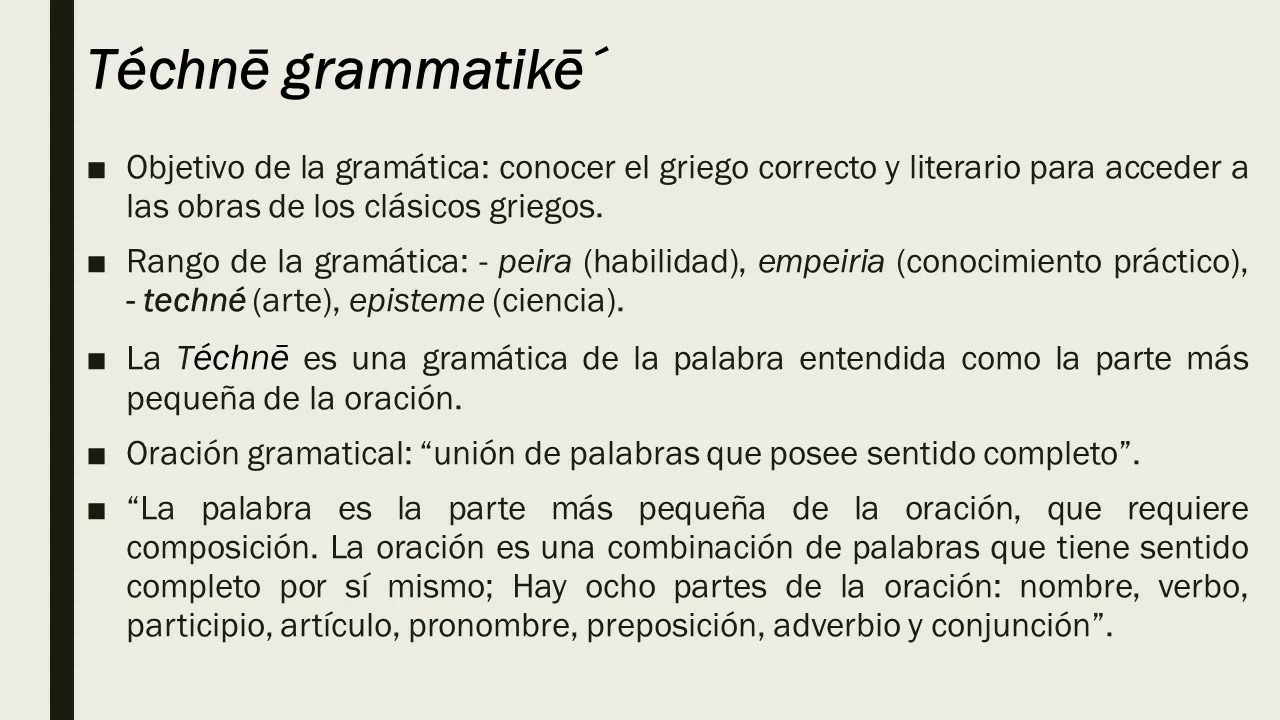 Téchnē grammatikē´
■ Objetivo de la gramática: conocer el griego correcto y literario para acceder a
las obras de los clásicos griegos.
■ Rango de la gramática: - peira (habilidad), empeiria (conocimiento práctico),
- techné (arte), episteme (ciencia).
■ La Téchnē es una gramática de la palabra entendida como la parte más
pequeña de la oración.
■ Oración gramatical: “unión de palabras que posee sentido completo”.
■ “La palabra es la parte más pequeña de la oración, que requiere
composición. La oración es una combinación de palabras que tiene sentido
completo por sí mismo; Hay ocho partes de la oración: nombre, verbo,
participio, artículo, pronombre, preposición, adverbio y conjunción”.